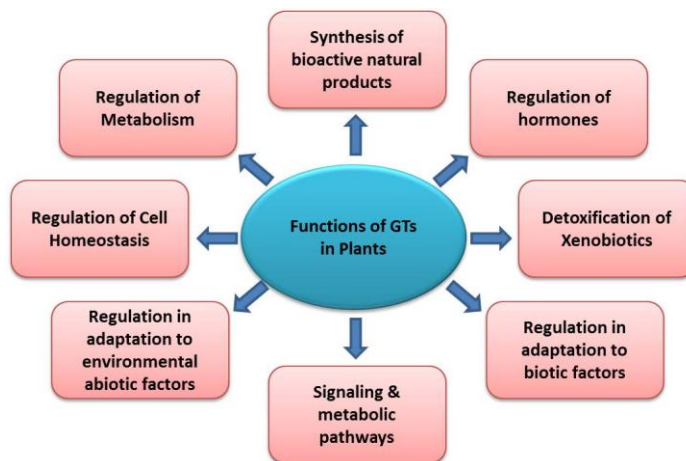 Synthesis of
bioactive natural
products
Regulation of
Metabolism
Regulation of
hormones
Regulation of Cell
Homeostasis
Functions of GTs
in Plants
Detoxification of
Xenobiotics
Regulation in
adaptation to
environmental
abiotic factors
Regulation in
adaptation to
biotic factors
Signaling &
metabolic
pathways